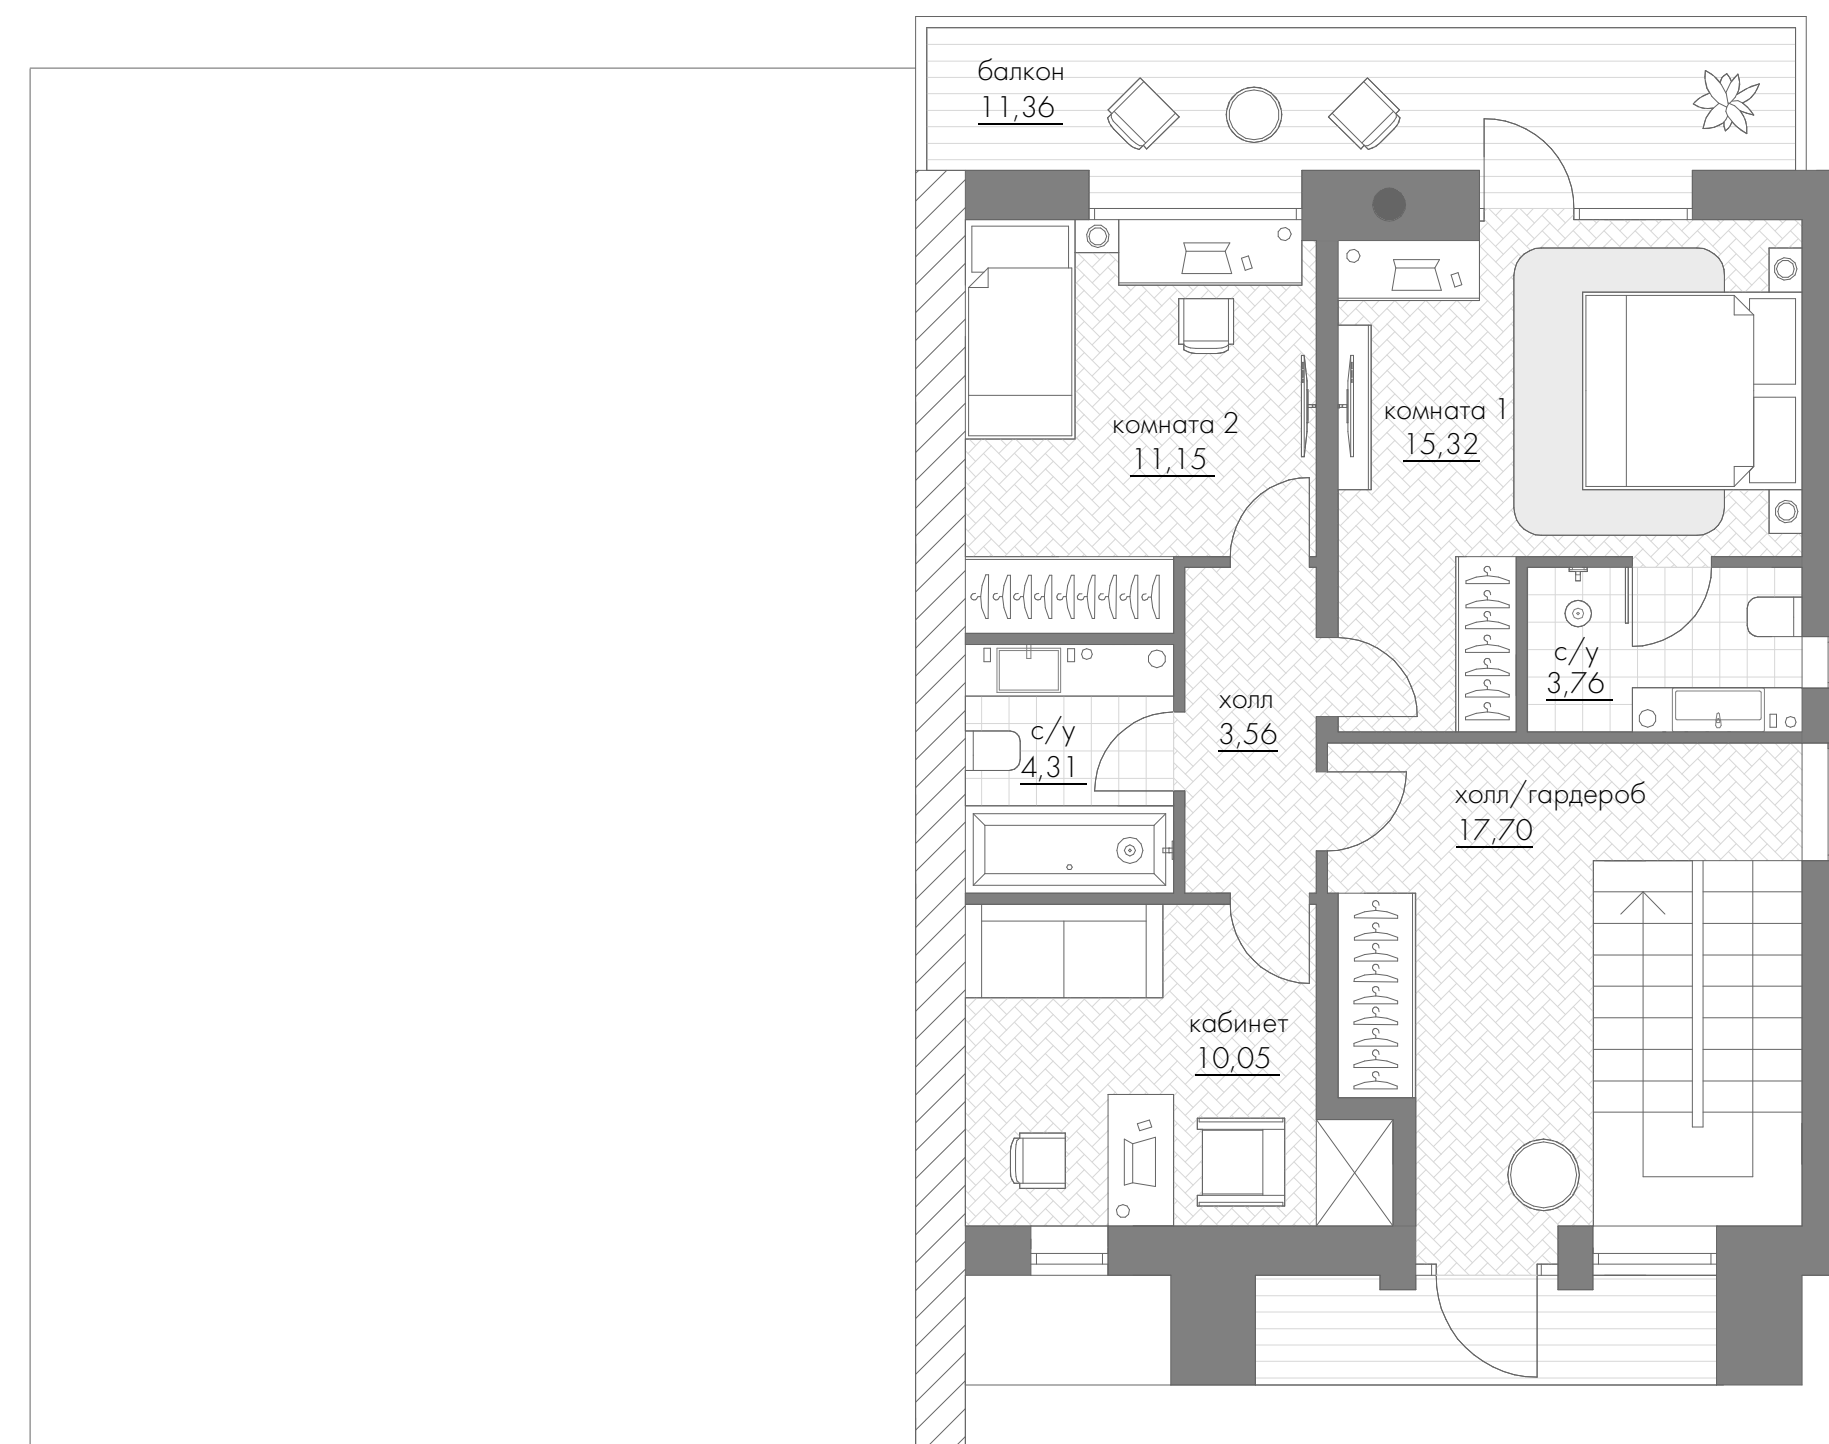 балкон
11,36
комната 2
11,15
комната 1
15,32
с/у
3,76
холл
3,56
с/у
4,31
холл/гардероб
17,70
кабинет
10,05